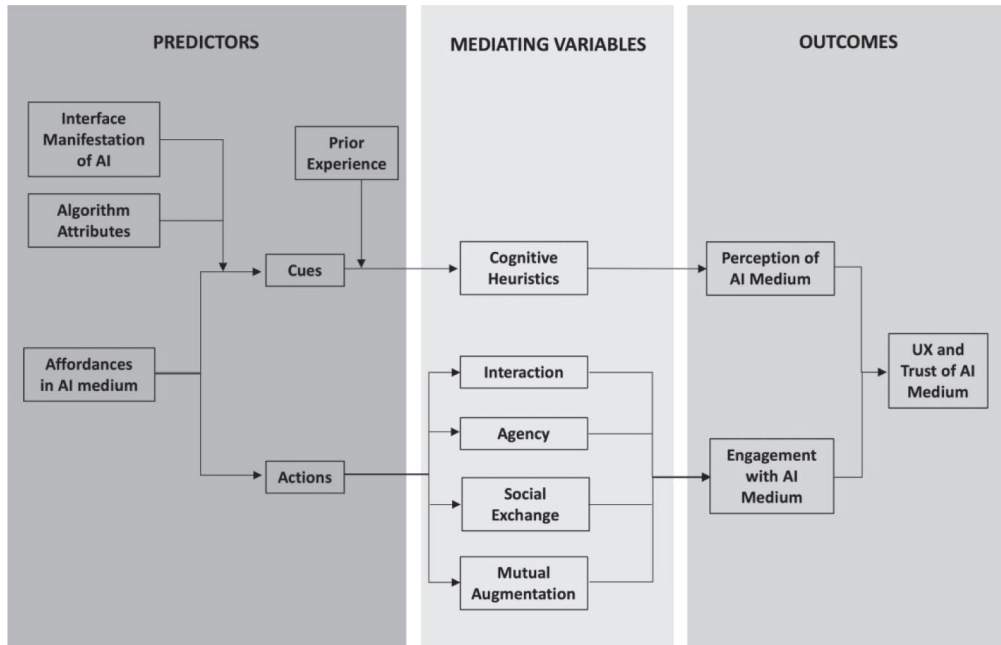 PREDICTORS
MEDIATING VARIABLES
OUTCOMES
Interface
Manifestation
of AI
Prior
Experience
Algorithm
Attributes
Cues
Cognitive
Heuristics
Perception of
AI Medium
Affordances
in AI medium
Interaction
UX and
Trust of AI
Medium
Agency
Actions
Engagement
with AI
Medium
Social
Exchange
Mutual
Augmentation